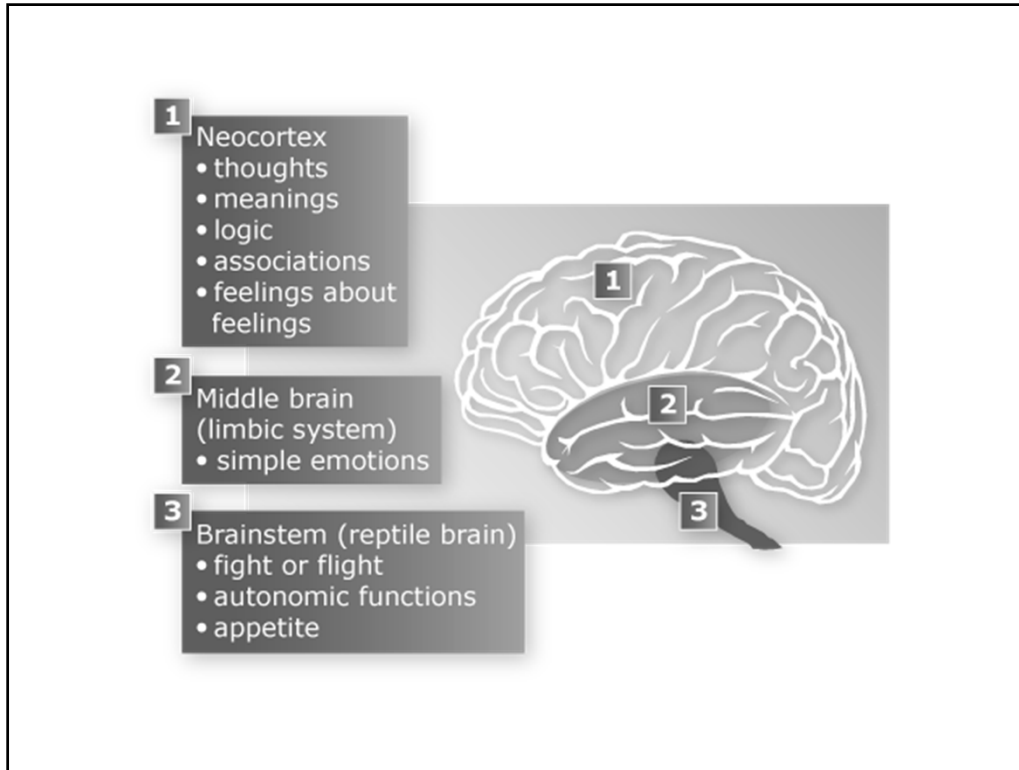 1
Neocortex
• thoughts
• meanings
• logic
• associations
• feelings about
feelings
2
Middle brain
(limbic system)
• simple emotions
3
Brainstem (reptile brain)
• fight or flight
• autonomic functions
• appetite
1
2
3